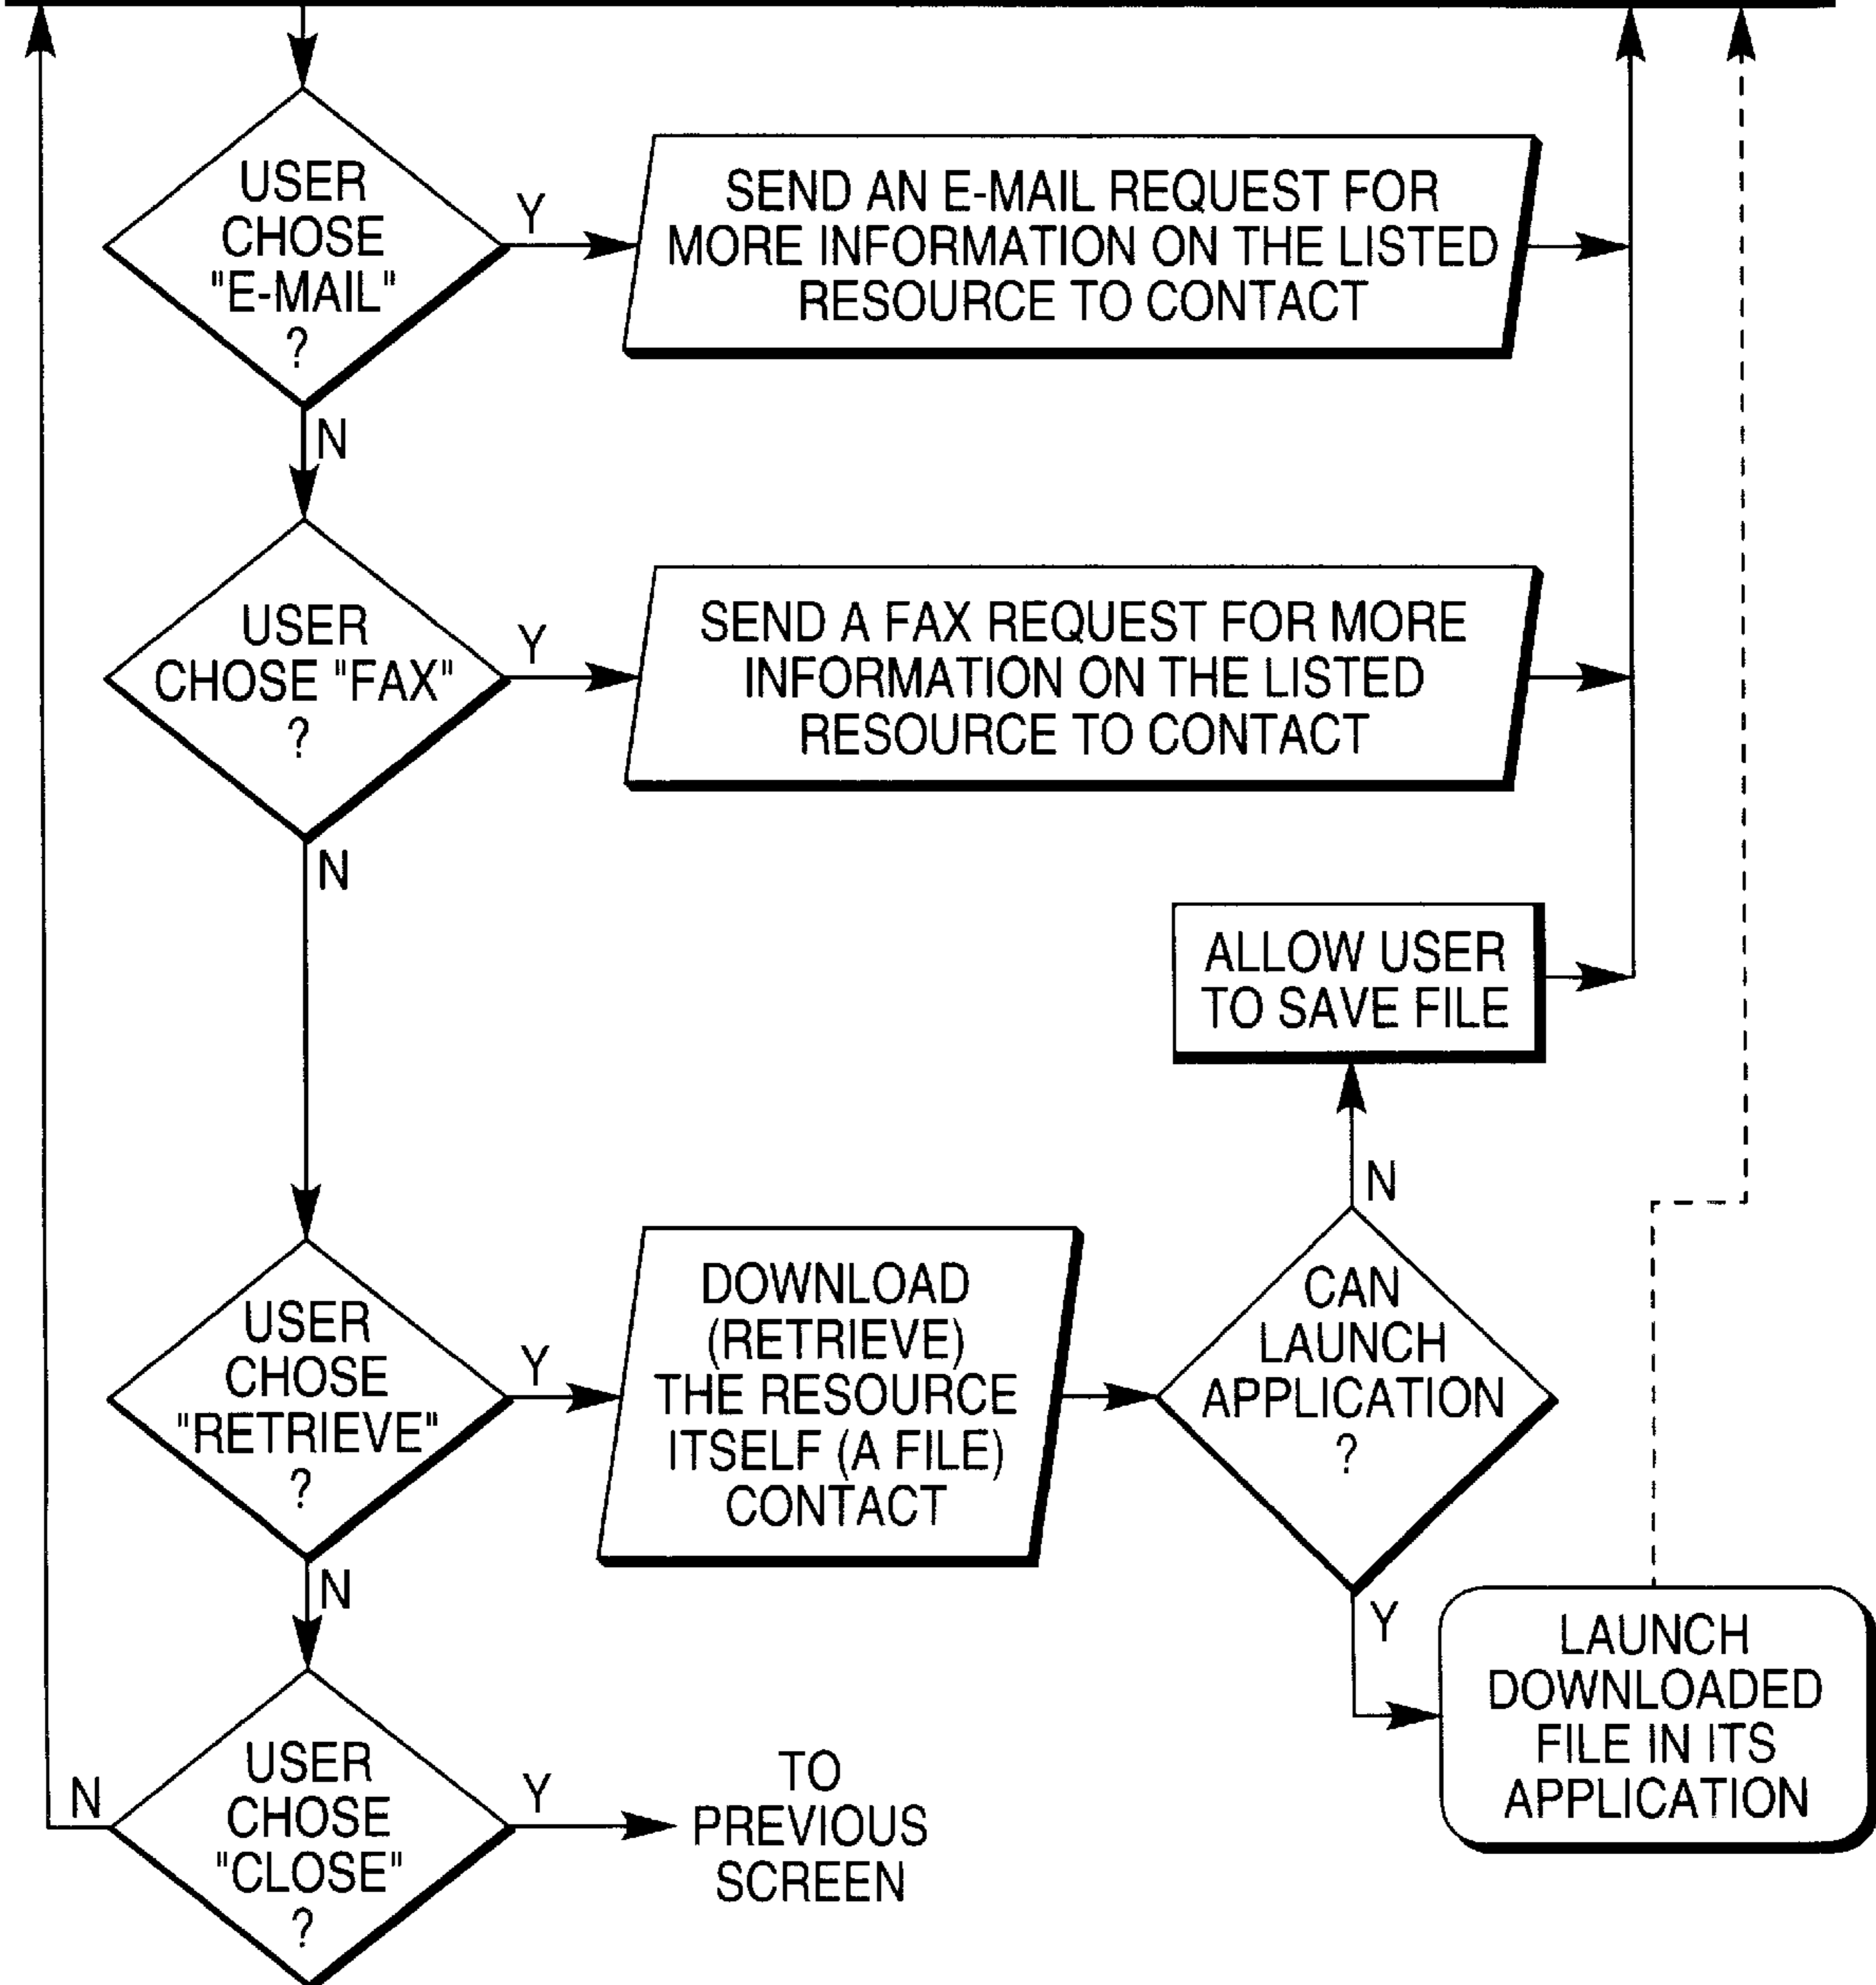 USER
CHOSE
"E-MAIL"
?
Y
SEND AN E-MAIL REQUEST FOR
MORE INFORMATION ON THE LISTED
RESOURCE TO CONTACT
N
USER
CHOSE "FAX"
?
Y
SEND A FAX REQUEST FOR MORE
INFORMATION ON THE LISTED
RESOURCE TO CONTACT
N
ALLOW USER
TO SAVE FILE
N
USER
CHOSE
"RETRIEVE"
?
Y
DOWNLOAD
(RETRIEVE)
THE RESOURCE
ITSELF (A FILE)
CONTACT
CAN
LAUNCH
APPLICATION
?
Y
LAUNCH
DOWNLOADED
FILE IN ITS
APPLICATION
N
USER
CHOSE
"CLOSE"
?
N
Y
TO
PREVIOUS
SCREEN